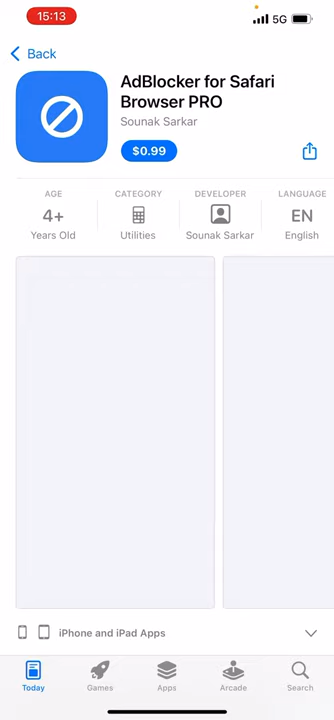 15:13
5G
Back
AdBlocker for Safari
Browser PRO
Sounak Sarkar
$0.99
AGE
CATEGORY
DEVELOPER
LANGUAGE
4+
EN
Years Old
Utilities
Sounak Sarkar
English
iPhone and iPad Apps
Today
Games
Apps
Arcade
Search